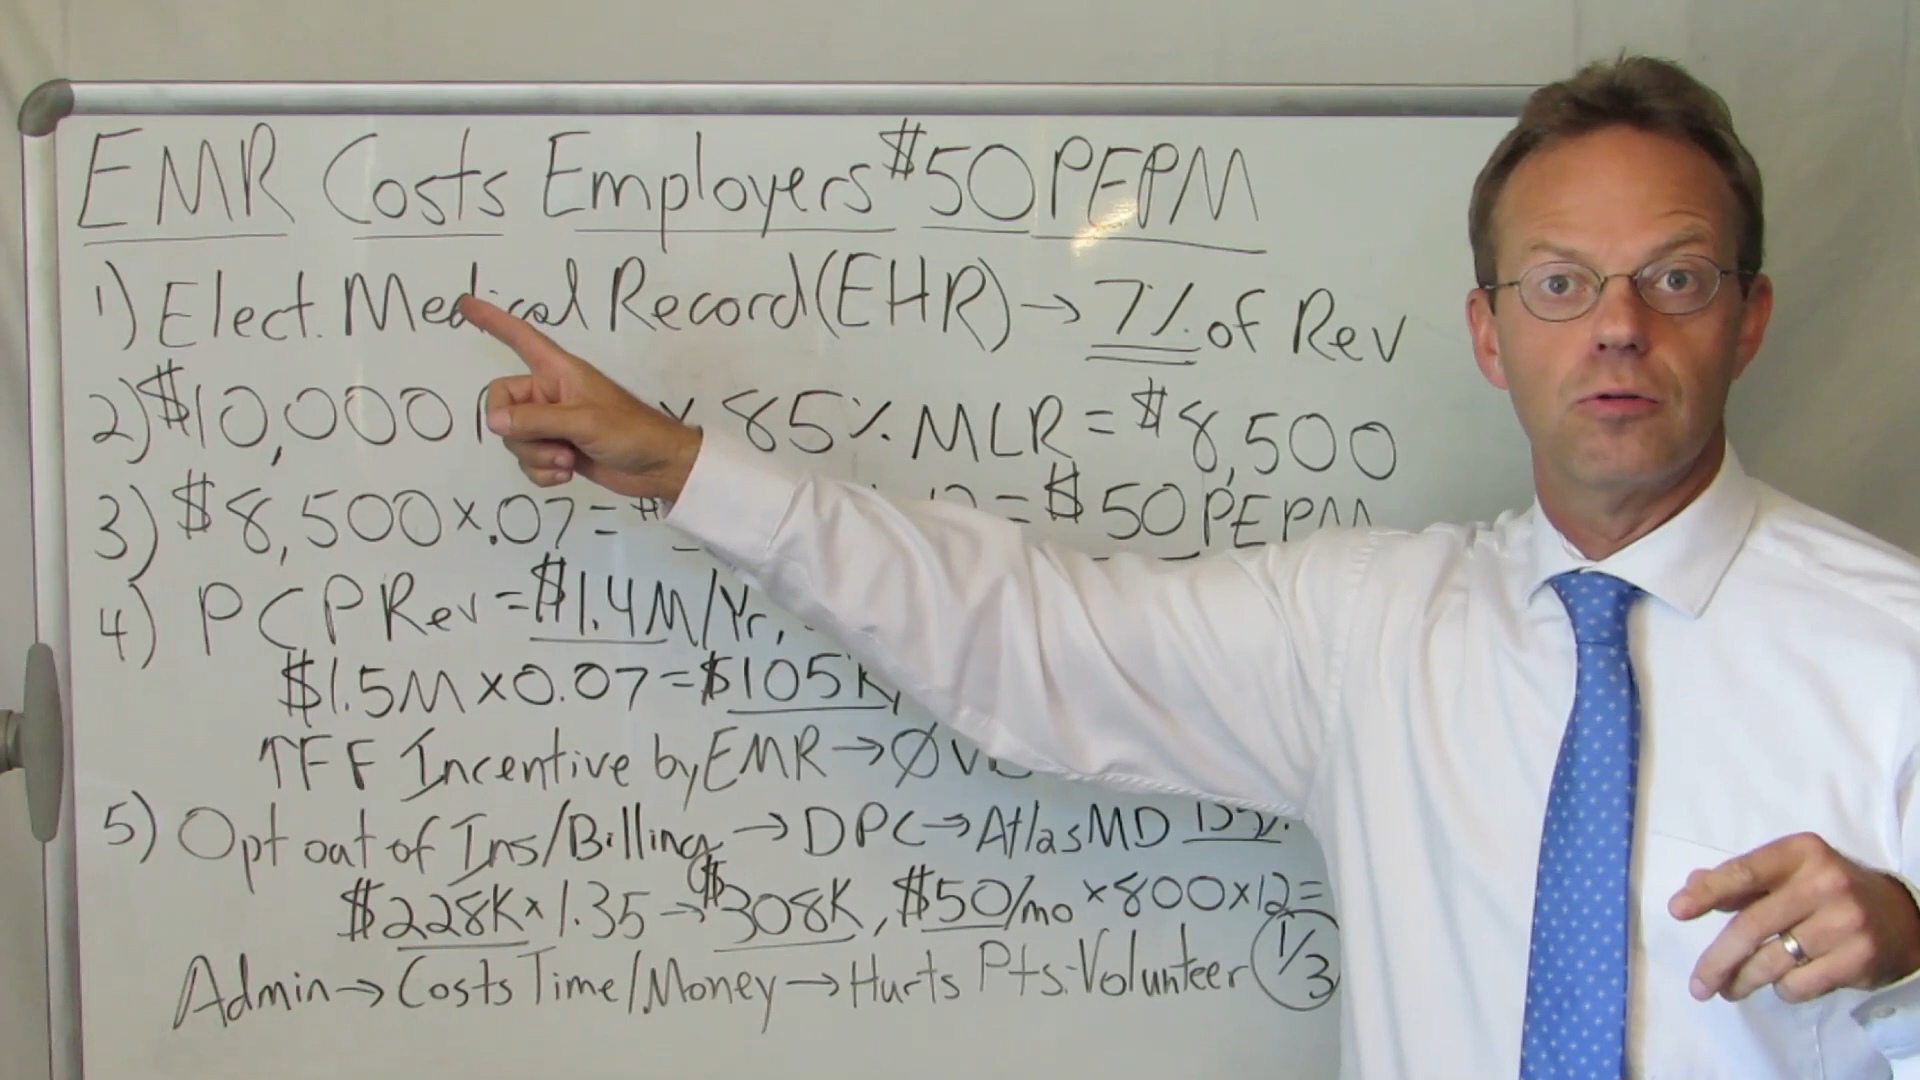 EMR Costs Employers $50 PEPM
1) Elect. Medical Record (EHR) → 7% of Rev
2) $10,000 x 85% MLR = $8,500
3) $8,500 x .07 = = $50 PEPM
4) PCP Rev = $1.4M/Yr,
$1.5M x 0.07 = $105K,
↑FF Incentive by EMR → Ø
5) Opt out of Ins/Billing → DPC → AtlasMD 135%
$228K x 1.35 → $308K, $50/mo x 800 x 12 =
Admin → Costs Time/Money → Hurts Pts. Volunteer 1/3